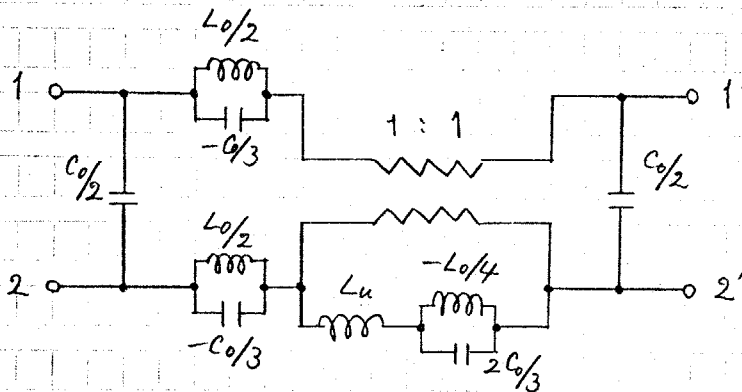 L0/2
1
1'
-C0/3
1 : 1
C0/2
C0/2
L0/2
-L0/4
Lu
2
2'
-C0/3
2C0/3